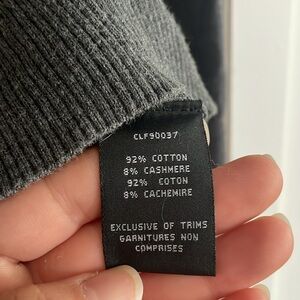 CLF90037
92% COTTON
8% CASHMERE
92% COTON
8% CACHEMIRE
EXCLUSIVE OF TRIMS
GARNITURES NON
COMPRISES